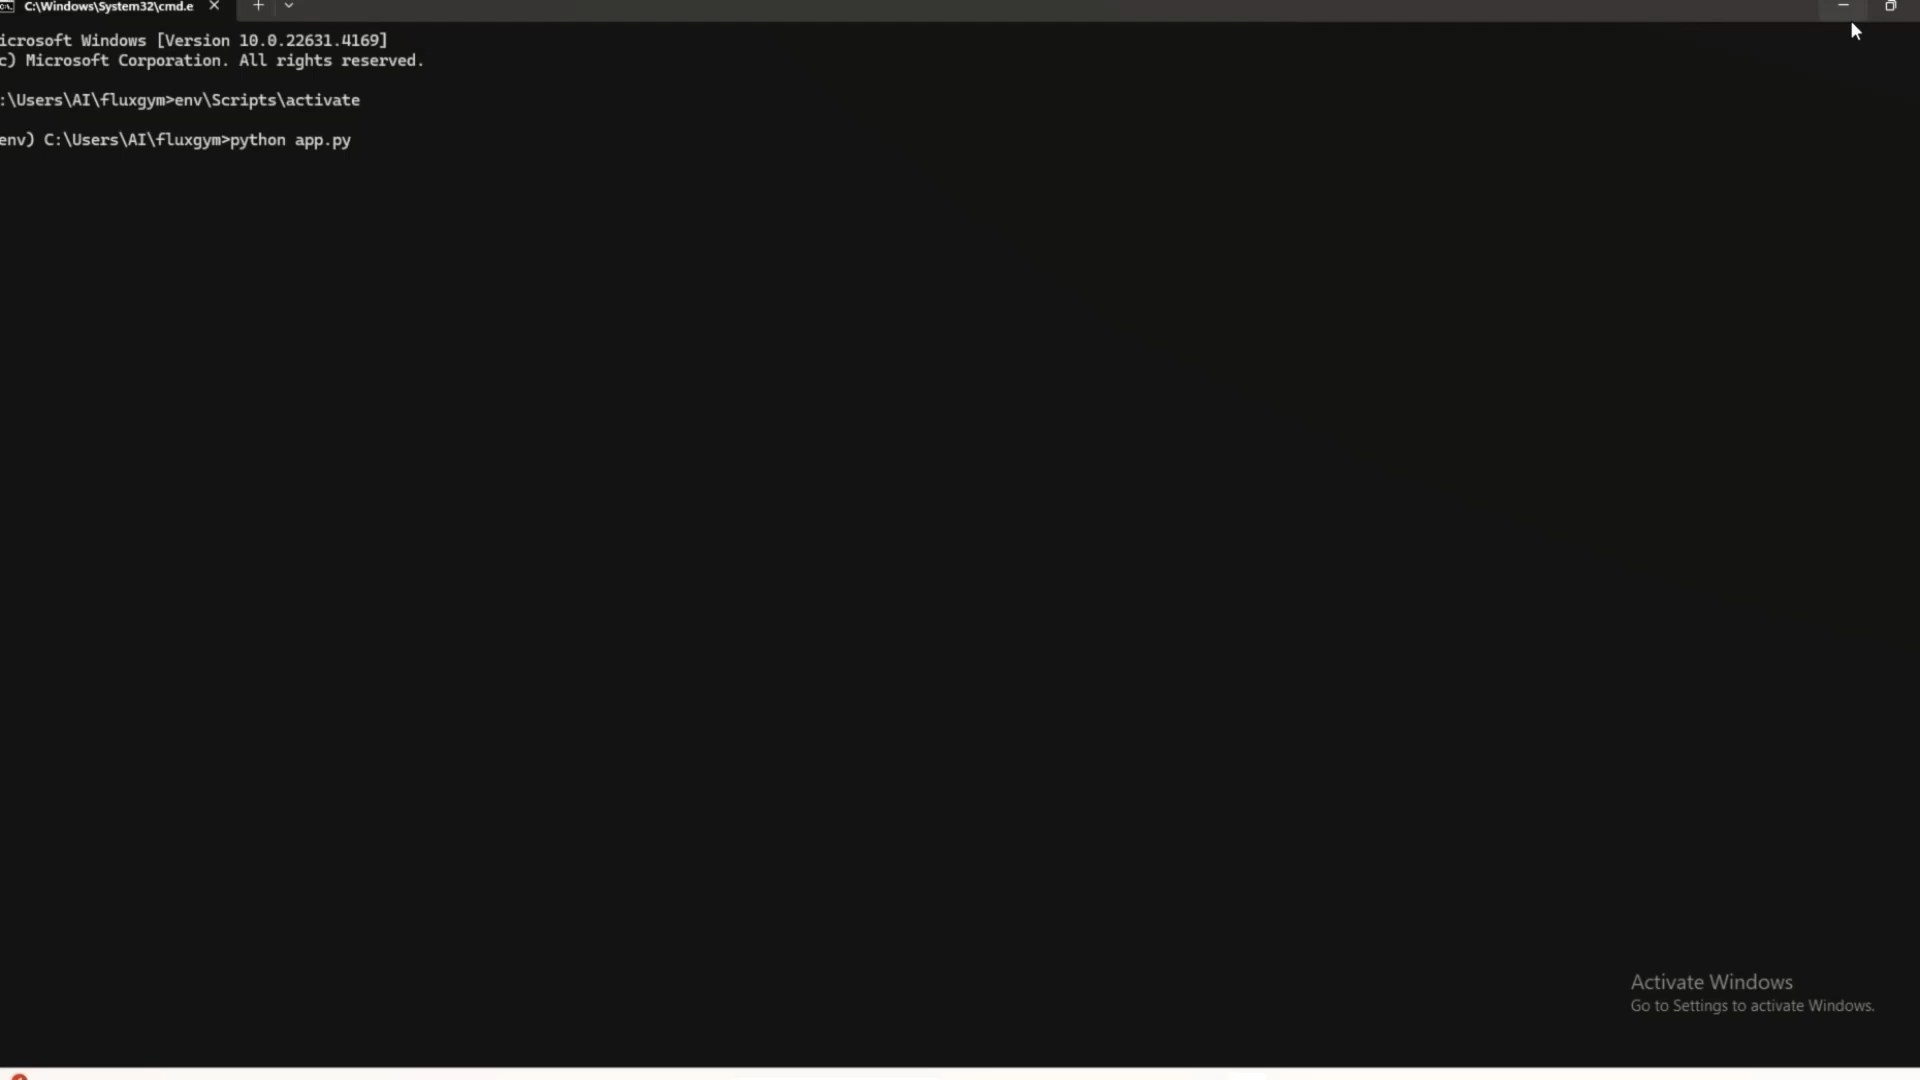 C:\Windows\System32\cmd.e
icrosoft Windows [Version 10.0.22631.4169]
c) Microsoft Corporation. All rights reserved.
:\Users\AI\fluxgym>env\Scripts\activate
env) C:\Users\AI\fluxgym>python app.py
Activate Windows
Go to Settings to activate Windows.